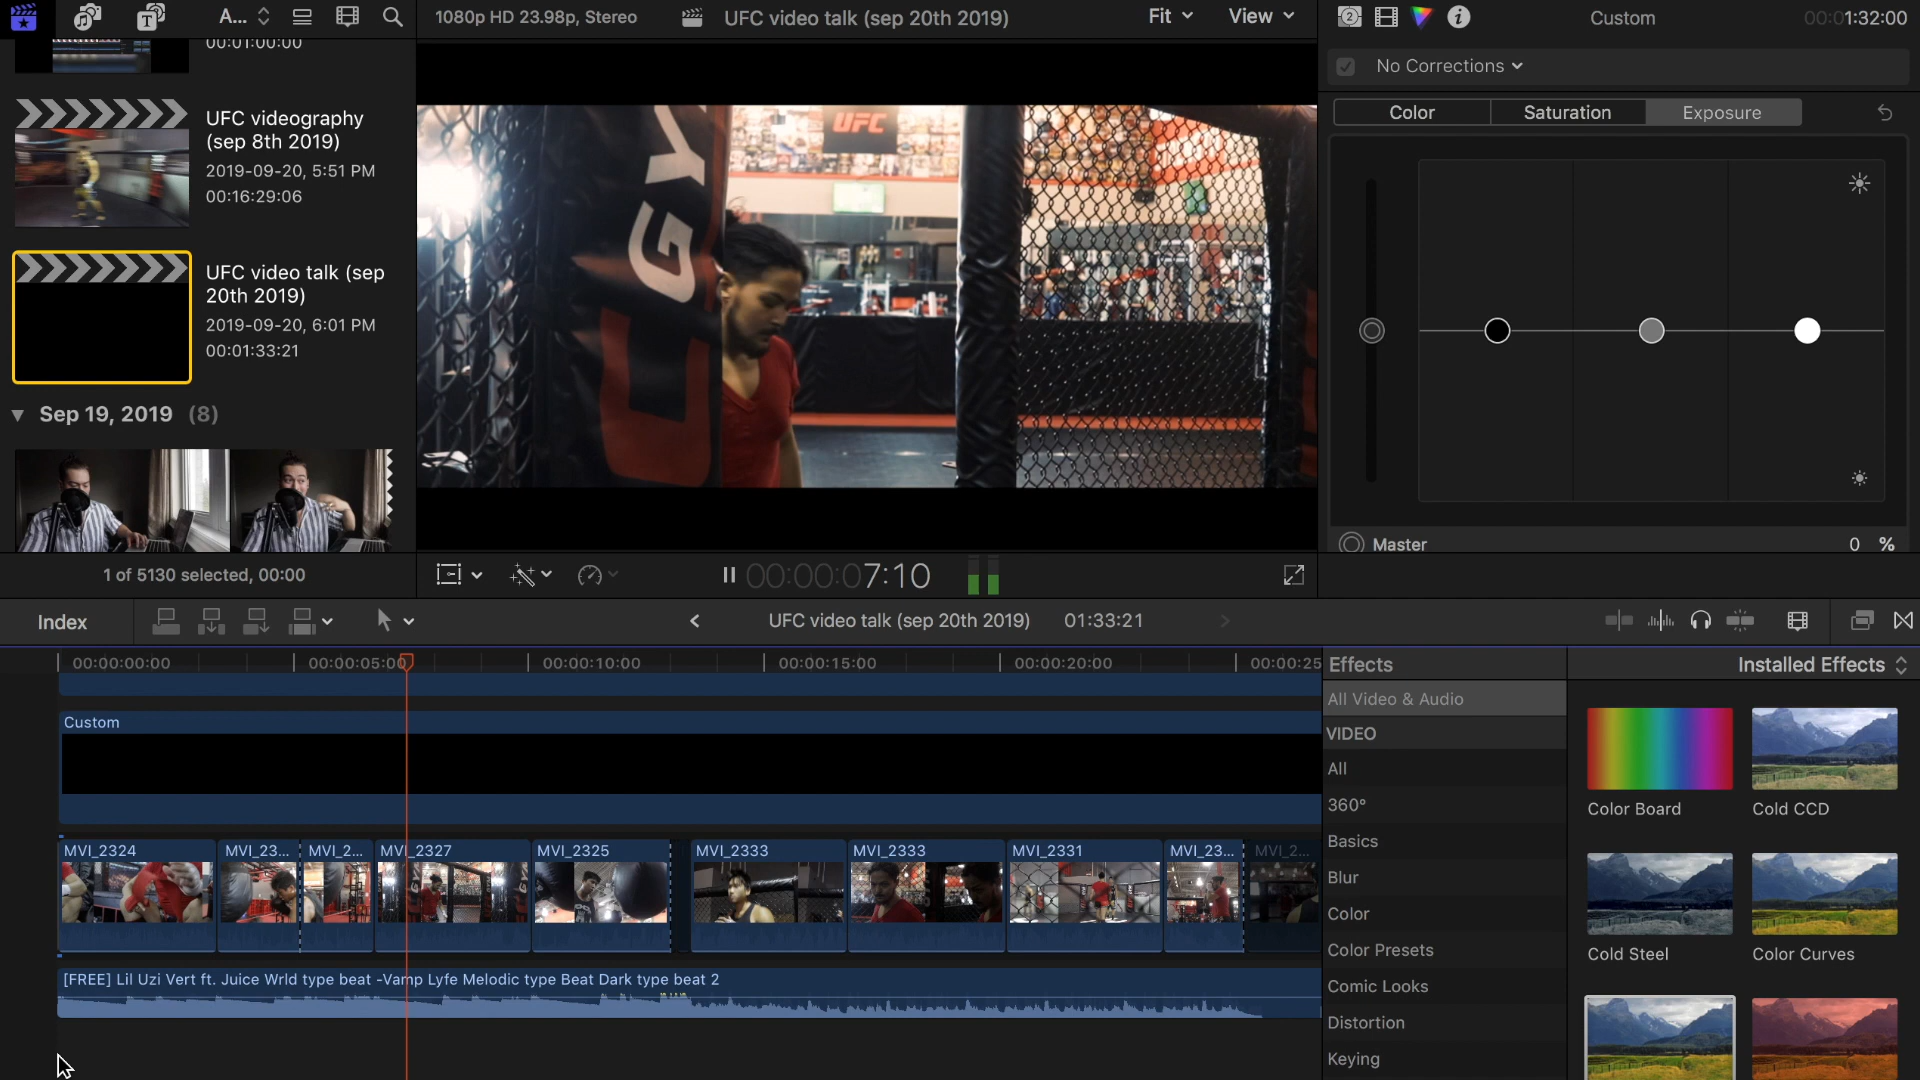 A...
1080p HD 23.98p, Stereo
UFC video talk (sep 20th 2019)
Fit
View
2
Custom
00:01:32:00
00:01:00:00
No Corrections
Color
Saturation
Exposure
UFC videography
(sep 8th 2019)
2019-09-20, 5:51 PM
00:16:29:06
UFC video talk (sep
20th 2019)
2019-09-20, 6:01 PM
00:01:33:21
Sep 19, 2019 (8)
UFC
GY
Master
0 %
1 of 5130 selected, 00:00
00:00:07:10
Index
UFC video talk (sep 20th 2019)
01:33:21
00:00:00:00
00:00:05:00
00:00:10:00
00:00:15:00
00:00:20:00
00:00:25
Effects
Installed Effects
All Video & Audio
VIDEO
All
360°
Basics
Blur
Color
Color Presets
Comic Looks
Distortion
Keying
Color Board
Cold CCD
Cold Steel
Color Curves
Custom
MVI_2324
MVI_23...
MVI_2...
MVI_2327
MVI_2325
MVI_2333
MVI_2333
MVI_2331
MVI_23...
MVI_2...
[FREE] Lil Uzi Vert ft. Juice Wrld type beat -Vamp Lyfe Melodic type Beat Dark type beat 2